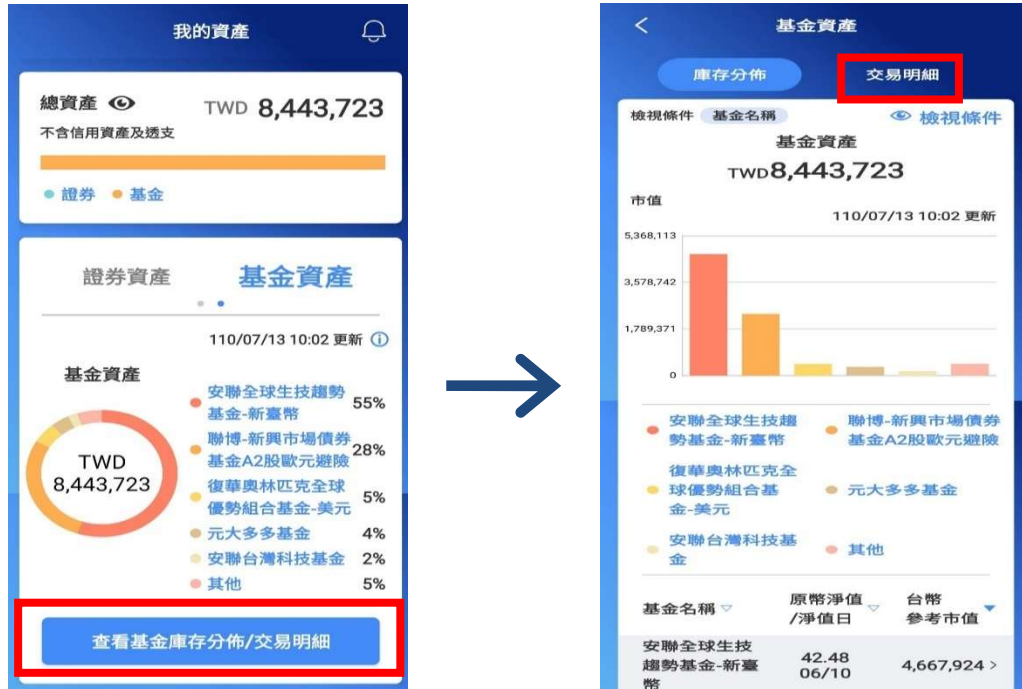 我的資產
總資產 TWD 8,443,723
不含信用資產及透支
證券 基金
證券資產 基金資產
110/07/13 10:02 更新
基金資產
TWD
8,443,723
安聯全球生技趨勢
基金-新臺幣 55%
聯博-新興市場債券
基金A2股歐元避險 28%
復華奧林匹克全球
優勢組合基金-美元 5%
元大多多基金 4%
安聯台灣科技基金 2%
其他 5%
查看基金庫存分佈/交易明細
基金資產
庫存分佈 交易明細
檢視條件 基金名稱 檢視條件
基金資產
TWD8,443,723
市值
110/07/13 10:02 更新
5,368,113
3,578,742
1,789,371
0
安聯全球生技趨
勢基金-新臺幣
聯博-新興市場債券
基金A2股歐元避險
復華奧林匹克全
球優勢組合基
金-美元
元大多多基金
安聯台灣科技基
金
其他
基金名稱 原幣淨值 台幣
/淨值日 參考市值
安聯全球生技
趨勢基金-新臺
幣
42.48
06/10
4,667,924